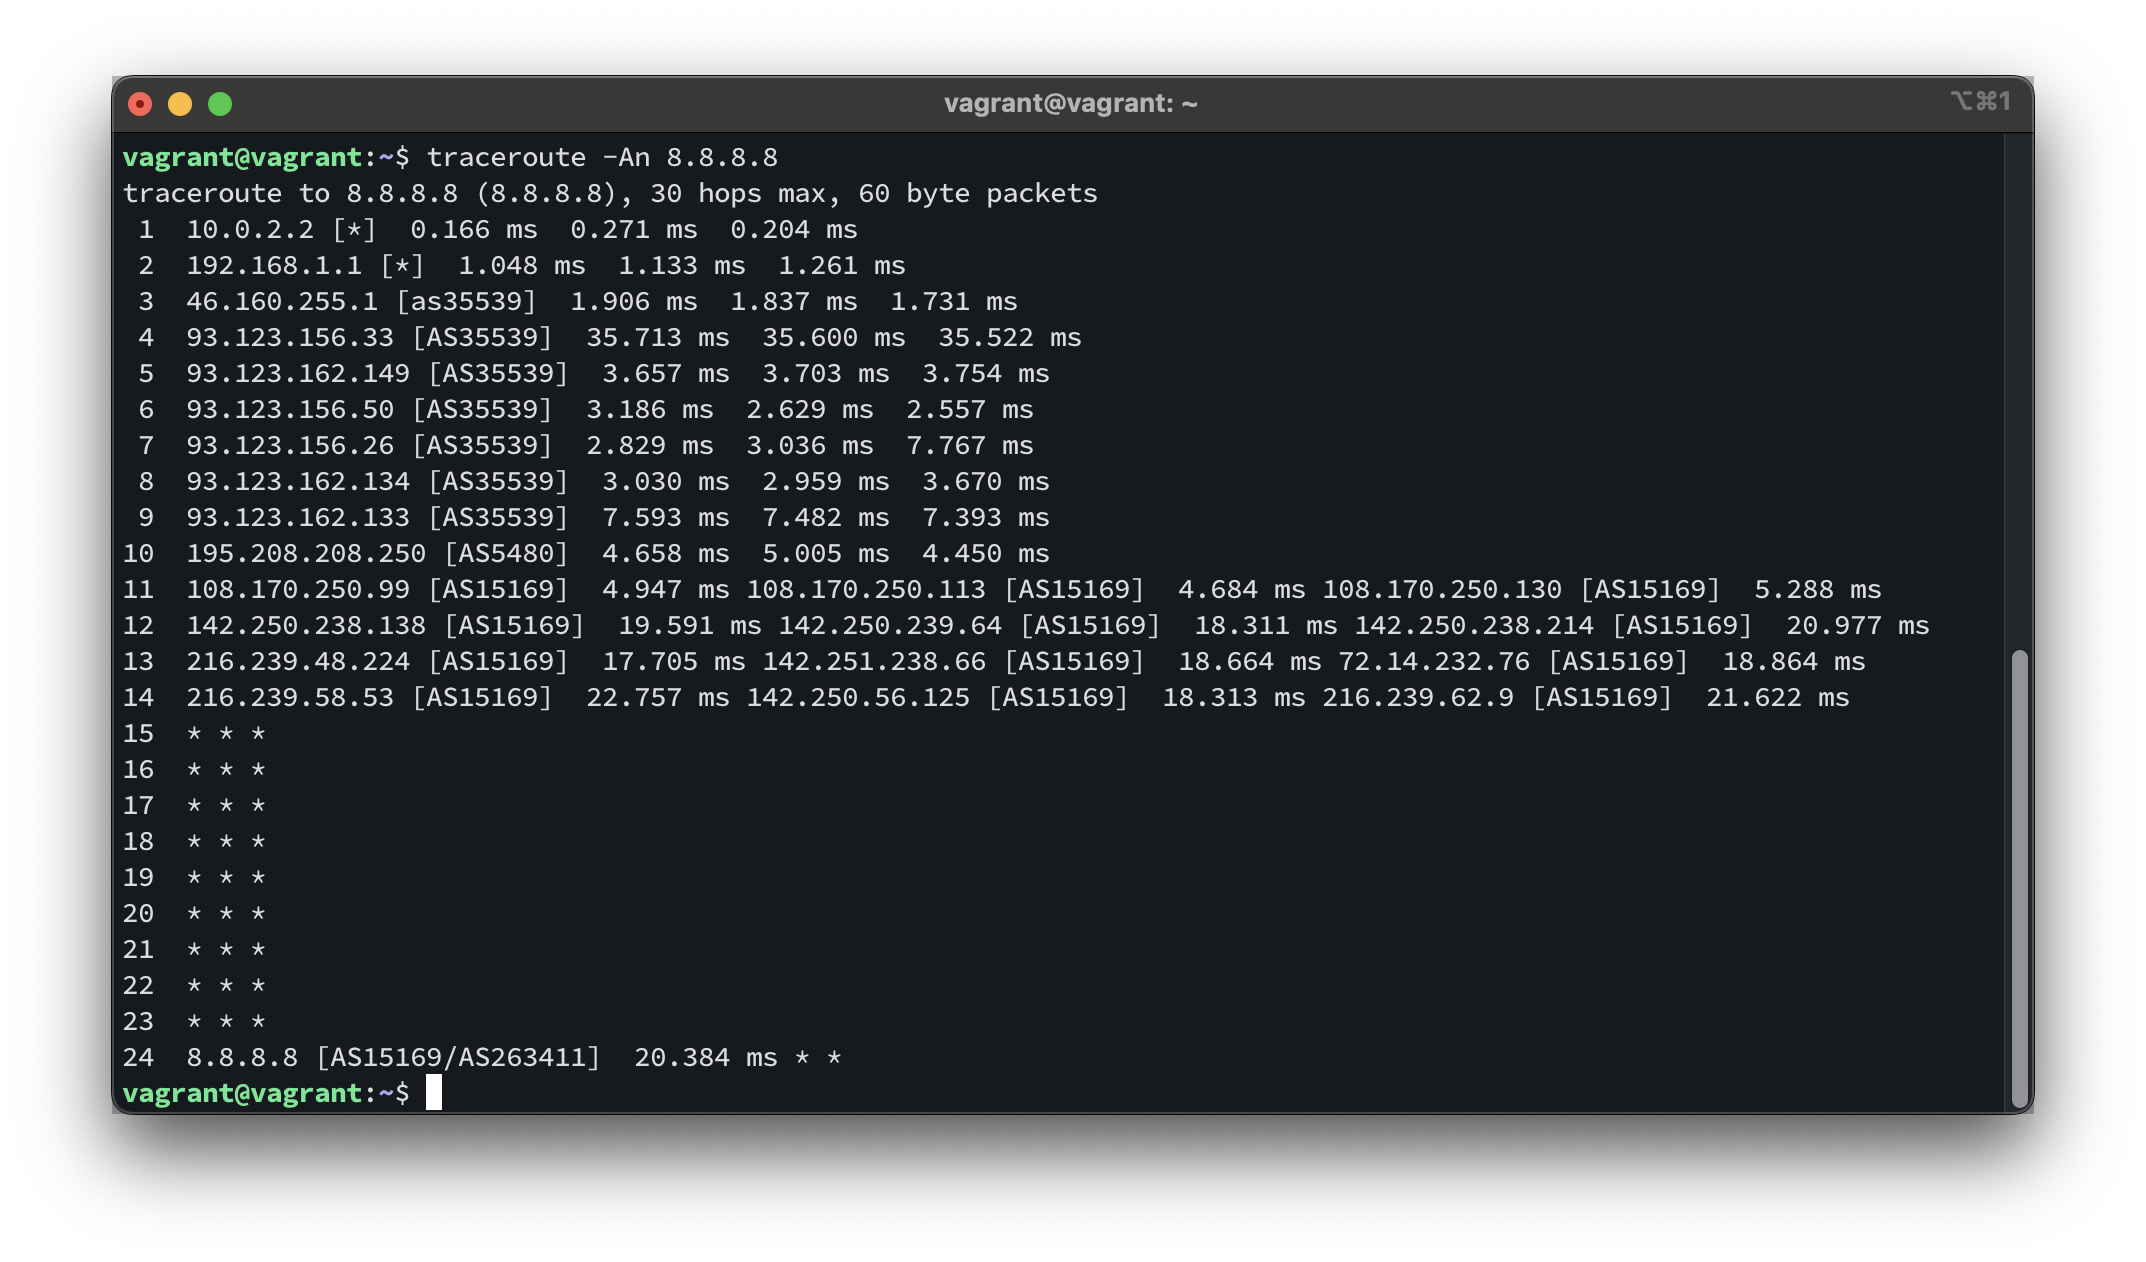 vagrant@vagrant: ~
⌥⌘1
vagrant@vagrant:~$ traceroute -An 8.8.8.8
traceroute to 8.8.8.8 (8.8.8.8), 30 hops max, 60 byte packets
 1  10.0.2.2 [*]  0.166 ms  0.271 ms  0.204 ms
 2  192.168.1.1 [*]  1.048 ms  1.133 ms  1.261 ms
 3  46.160.255.1 [as35539]  1.906 ms  1.837 ms  1.731 ms
 4  93.123.156.33 [AS35539]  35.713 ms  35.600 ms  35.522 ms
 5  93.123.162.149 [AS35539]  3.657 ms  3.703 ms  3.754 ms
 6  93.123.156.50 [AS35539]  3.186 ms  2.629 ms  2.557 ms
 7  93.123.156.26 [AS35539]  2.829 ms  3.036 ms  7.767 ms
 8  93.123.162.134 [AS35539]  3.030 ms  2.959 ms  3.670 ms
 9  93.123.162.133 [AS35539]  7.593 ms  7.482 ms  7.393 ms
10  195.208.208.250 [AS5480]  4.658 ms  5.005 ms  4.450 ms
11  108.170.250.99 [AS15169]  4.947 ms 108.170.250.113 [AS15169]  4.684 ms 108.170.250.130 [AS15169]  5.288 ms
12  142.250.238.138 [AS15169]  19.591 ms 142.250.239.64 [AS15169]  18.311 ms 142.250.238.214 [AS15169]  20.977 ms
13  216.239.48.224 [AS15169]  17.705 ms 142.251.238.66 [AS15169]  18.664 ms 72.14.232.76 [AS15169]  18.864 ms
14  216.239.58.53 [AS15169]  22.757 ms 142.250.56.125 [AS15169]  18.313 ms 216.239.62.9 [AS15169]  21.622 ms
15  * * *
16  * * *
17  * * *
18  * * *
19  * * *
20  * * *
21  * * *
22  * * *
23  * * *
24  8.8.8.8 [AS15169/AS263411]  20.384 ms * *
vagrant@vagrant:~$